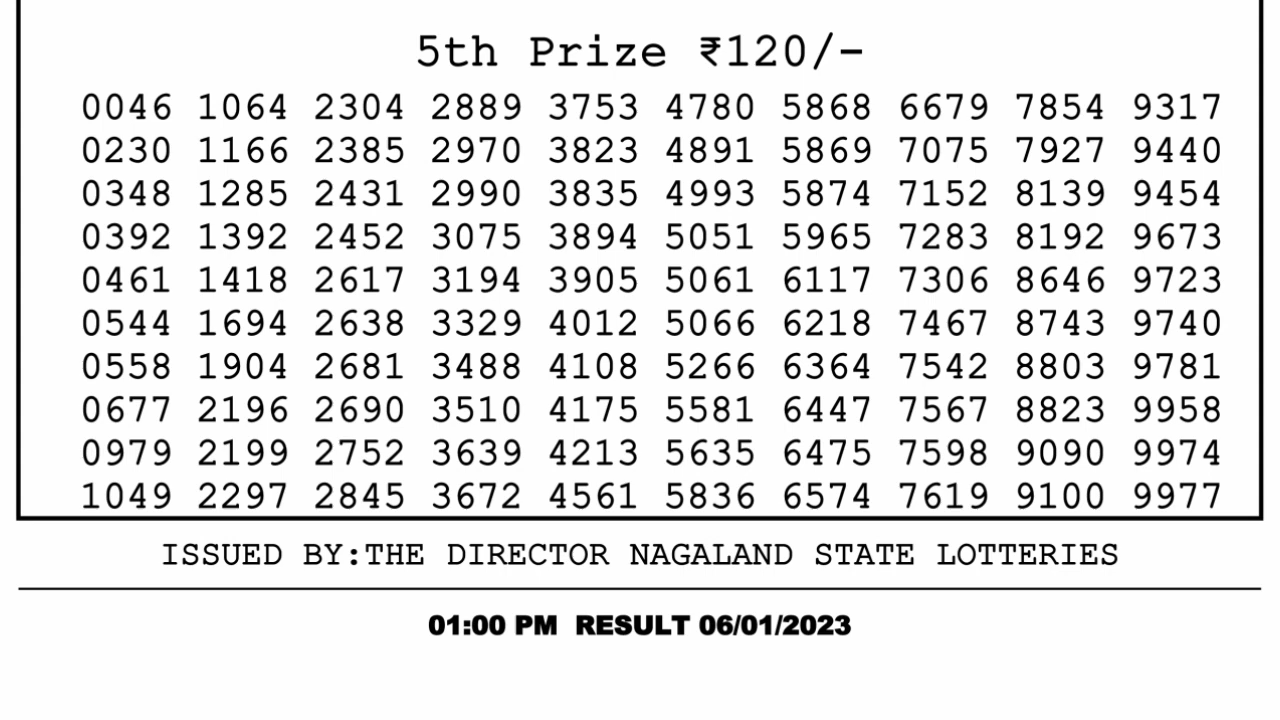 5th Prize ₹120/-
0046 1064 2304 2889 3753 4780 5868 6679 7854 9317
0230 1166 2385 2970 3823 4891 5869 7075 7927 9440
0348 1285 2431 2990 3835 4993 5874 7152 8139 9454
0392 1392 2452 3075 3894 5051 5965 7283 8192 9673
0461 1418 2617 3194 3905 5061 6117 7306 8646 9723
0544 1694 2638 3329 4012 5066 6218 7467 8743 9740
0558 1904 2681 3488 4108 5266 6364 7542 8803 9781
0677 2196 2690 3510 4175 5581 6447 7567 8823 9958
0979 2199 2752 3639 4213 5635 6475 7598 9090 9974
1049 2297 2845 3672 4561 5836 6574 7619 9100 9977
ISSUED BY:THE DIRECTOR NAGALAND STATE LOTTERIES
01:00 PM RESULT 06/01/2023